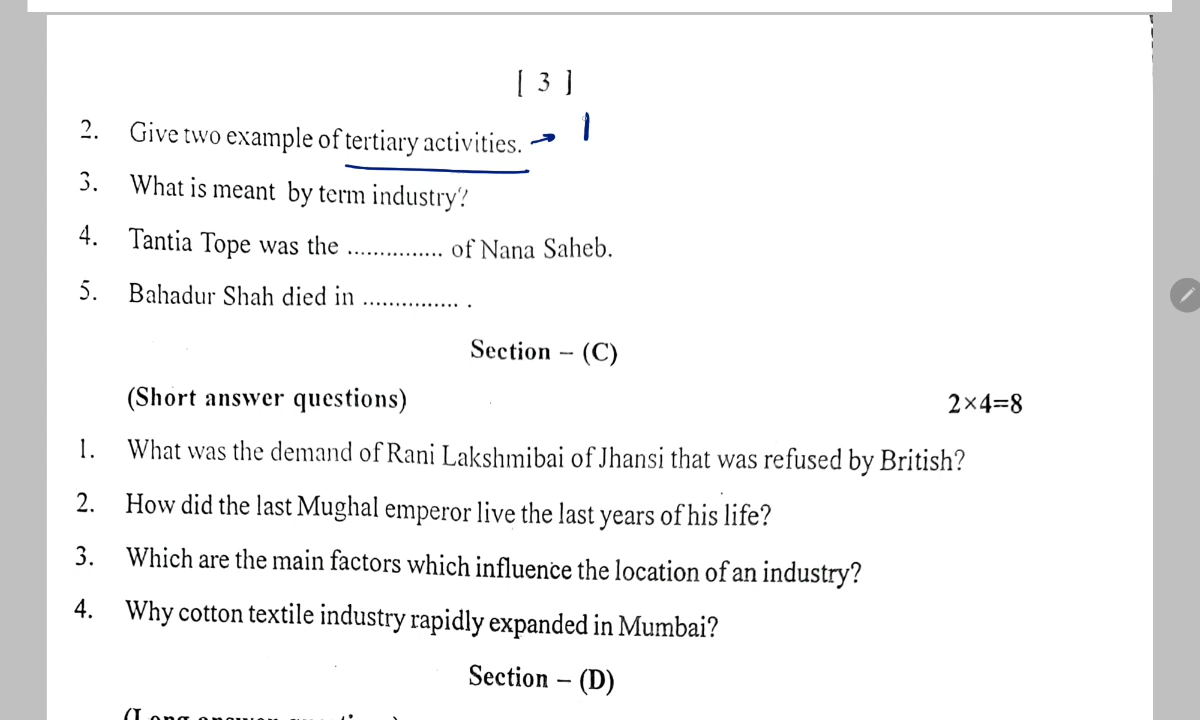 [ 3 ]
2. Give two example of tertiary activities. → 1
3. What is meant by term industry?
4. Tantia Tope was the ............... of Nana Saheb.
5. Bahadur Shah died in ............... .
Section – (C)
(Short answer questions) 2×4=8
1. What was the demand of Rani Lakshmibai of Jhansi that was refused by British?
2. How did the last Mughal emperor live the last years of his life?
3. Which are the main factors which influence the location of an industry?
4. Why cotton textile industry rapidly expanded in Mumbai?
Section – (D)